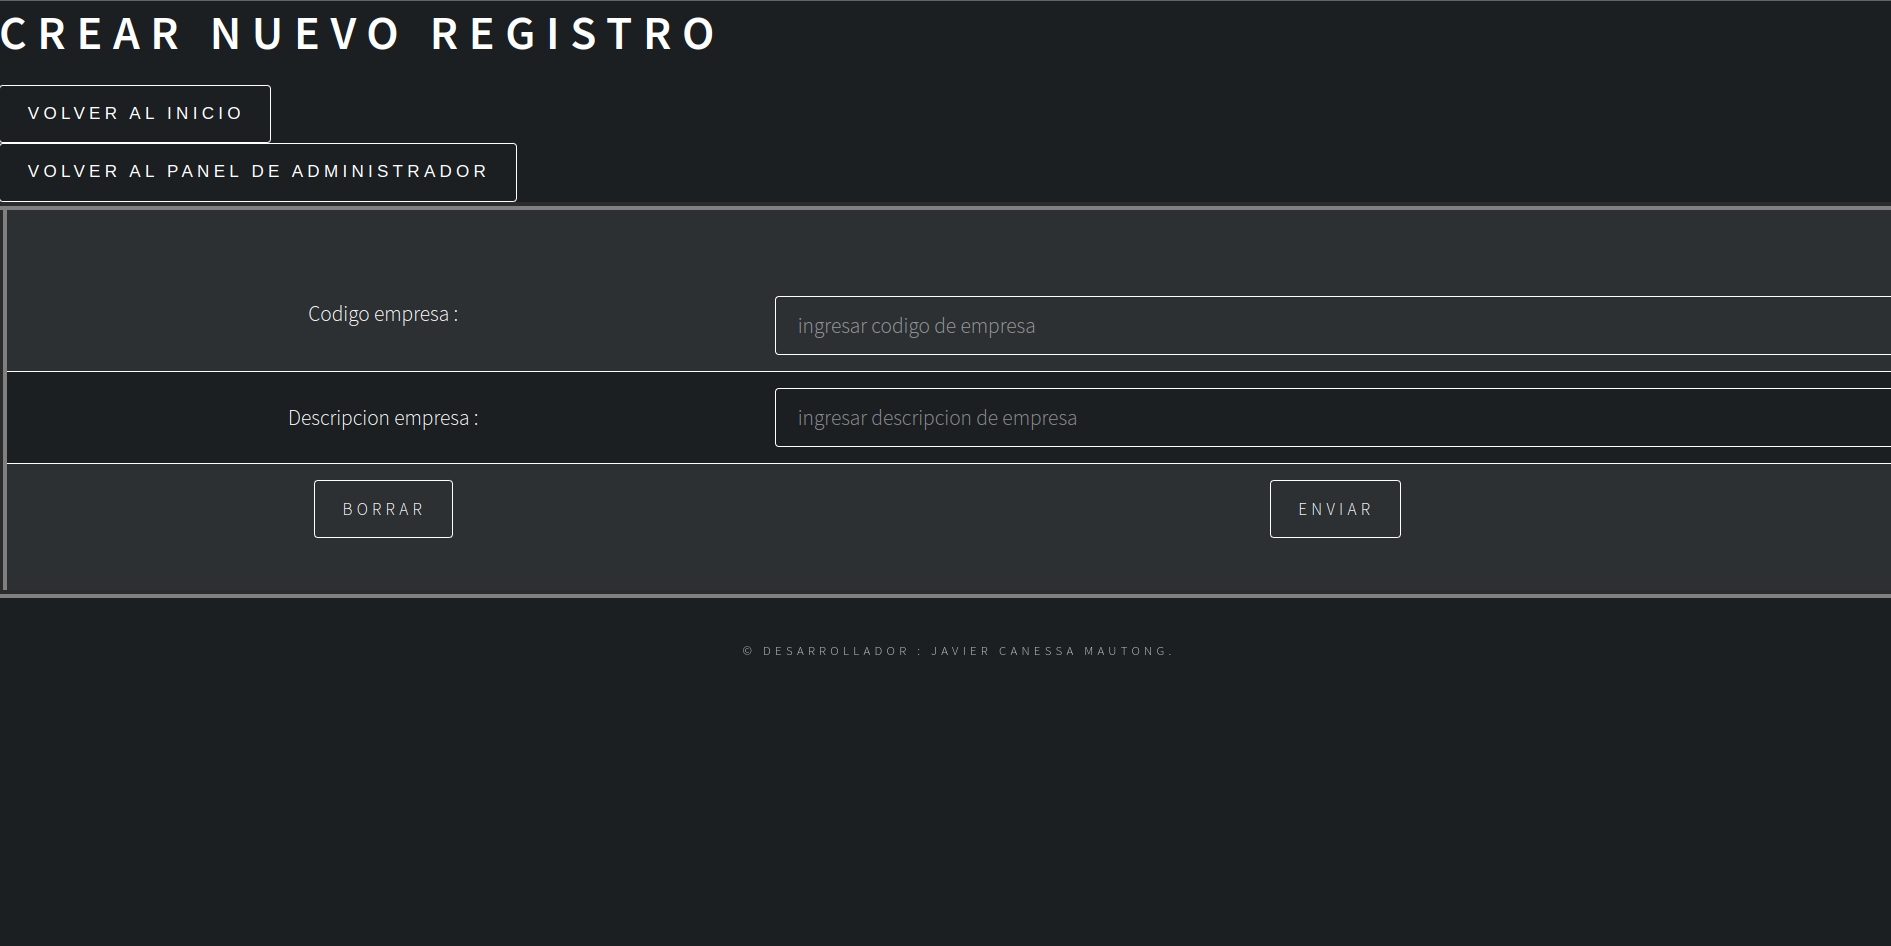 CREAR NUEVO REGISTRO
VOLVER AL INICIO
VOLVER AL PANEL DE ADMINISTRADOR
Codigo empresa :
ingresar codigo de empresa
Descripcion empresa :
ingresar descripcion de empresa
BORRAR
ENVIAR
© DESARROLLADOR : JAVIER CANESSA MAUTONG.